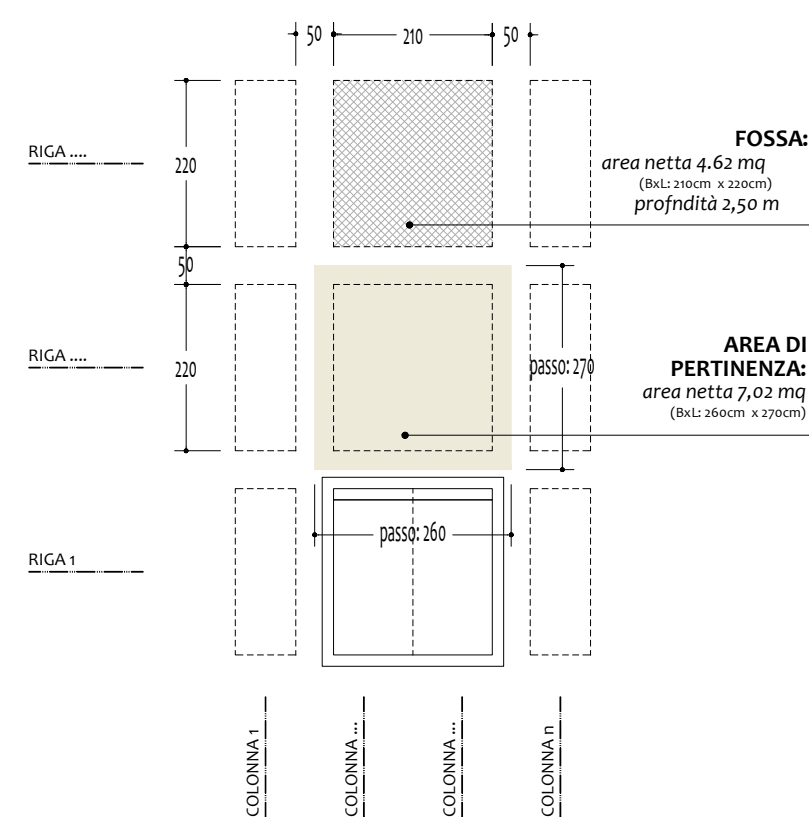 50
210
50
RIGA ....
220
FOSSA:
area netta 4.62 mq
(BxL: 210cm x 220cm)
profndità 2,50 m
50
RIGA ....
220
passo: 270
AREA DI
PERTINENZA:
area netta 7,02 mq
(BxL: 260cm x 270cm)
passo: 260
RIGA 1
COLONNA 1
COLONNA ...
COLONNA ...
COLONNA n